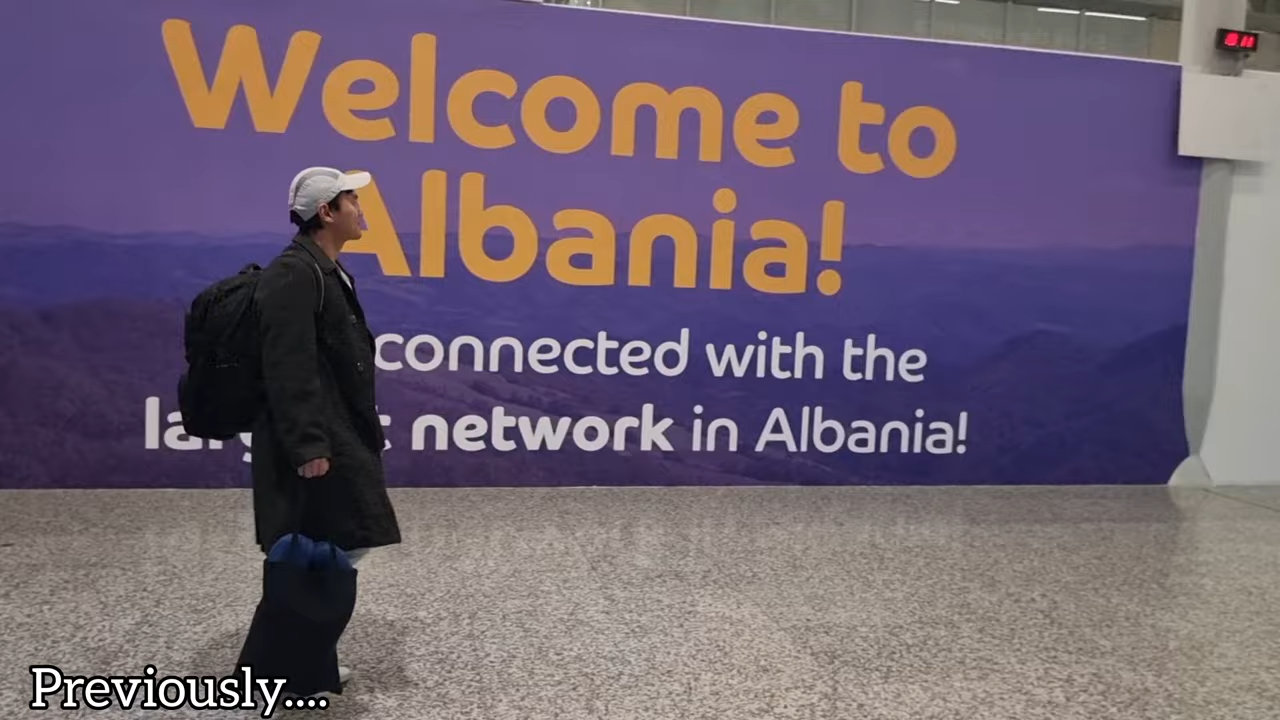 Welcome to
Albania!
connected with the
network in Albania!
Previously....